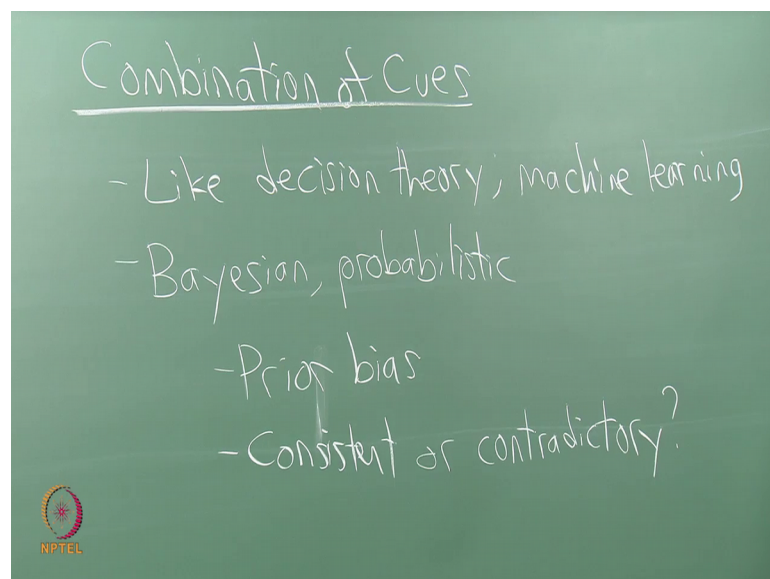 Combination of Cues
- Like decision theory; machine learning
- Bayesian, probabilistic
- Prior bias
- Consistent or contradictory?
NPTEL